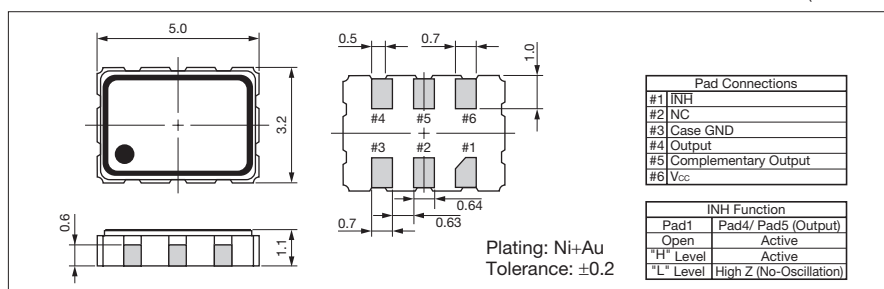 5.0
3.2
0.6
1.1
0.5
0.7
1.0
#4
#5
#6
#3
#2
#1
0.64
0.63
0.7
Plating: Ni+Au
Tolerance: ±0.2
Pad Connections
#1 INH
#2 NC
#3 Case GND
#4 Output
#5 Complementary Output
#6 Vcc
INH Function
Pad1 Pad4/ Pad5 (Output)
Open Active
"H" Level Active
"L" Level High Z (No-Oscillation)